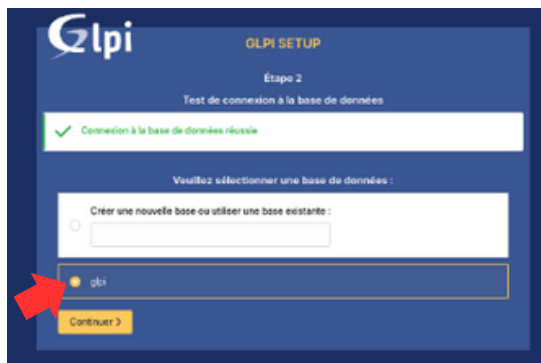 Glpi
GLPI SETUP
Étape 2
Test de connexion à la base de données
Connexion à la base de données réussie
Veuillez sélectionner une base de données :
Créer une nouvelle base ou utiliser une base existante :
glpi
Continuer >